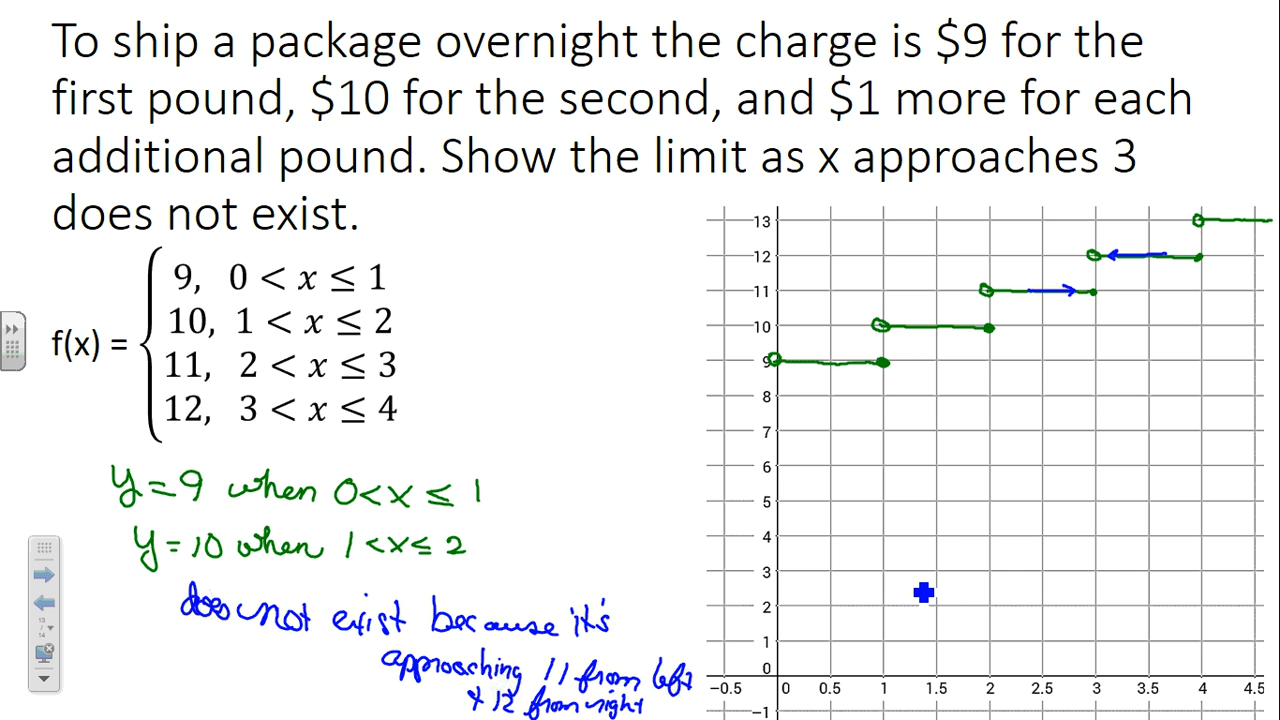 To ship a package overnight the charge is $9 for the
first pound, $10 for the second, and $1 more for each
additional pound. Show the limit as x approaches 3
does not exist.
f(x) =
9, 0 < x ≤ 1
10, 1 < x ≤ 2
11, 2 < x ≤ 3
12, 3 < x ≤ 4
y = 9 when 0 < x ≤ 1
y = 10 when 1 < x ≤ 2
does not exist because it's
approaching 11 from left
+ 12 from right
13
12
11
10
9
8
7
6
5
4
3
2
1
0
-0.5 0 0.5 1 1.5 2 2.5 3 3.5 4 4.5
-1
13
/
14